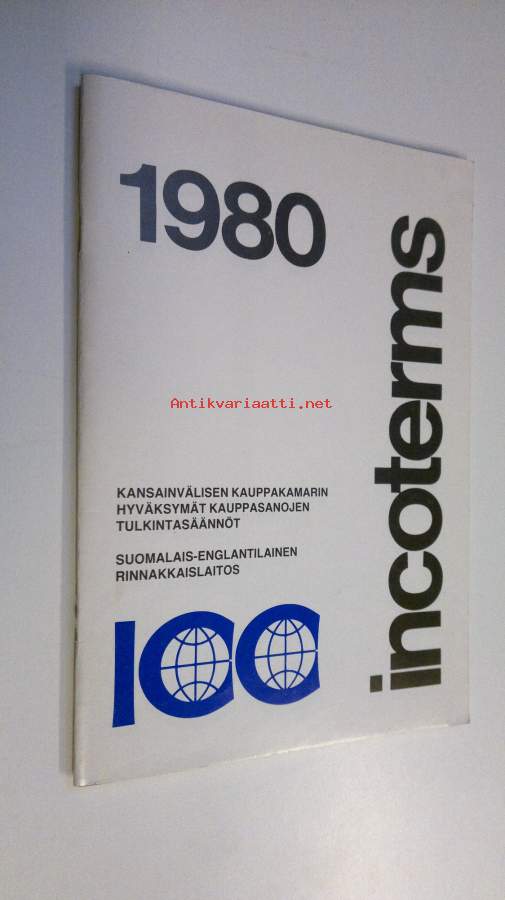 1980
incoterms
Antikvariaatti.net
KANSAINVÄLISEN KAUPPAKAMARIN
HYVÄKSYMÄT KAUPPASANOJEN
TULKINTASÄÄNNÖT
SUOMALAIS-ENGLANTILAINEN
RINNAKKAISLAITOS
ICC